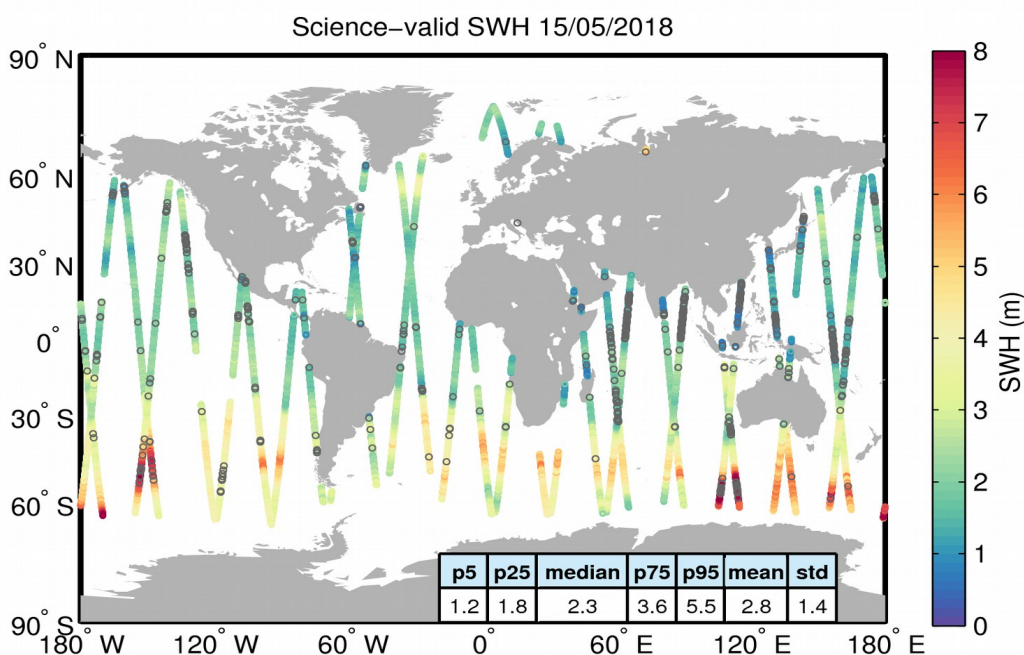 Science-valid SWH 15/05/2018
90° N
60° N
30° N
0°
30° S
60° S
90° S
180° W
120° W
60° W
0°
60° E
120° E
180° E
p5 p25 median p75 p95 mean std
1.2 1.8 2.3 3.6 5.5 2.8 1.4
8
7
6
5
4
3
2
1
0
SWH (m)